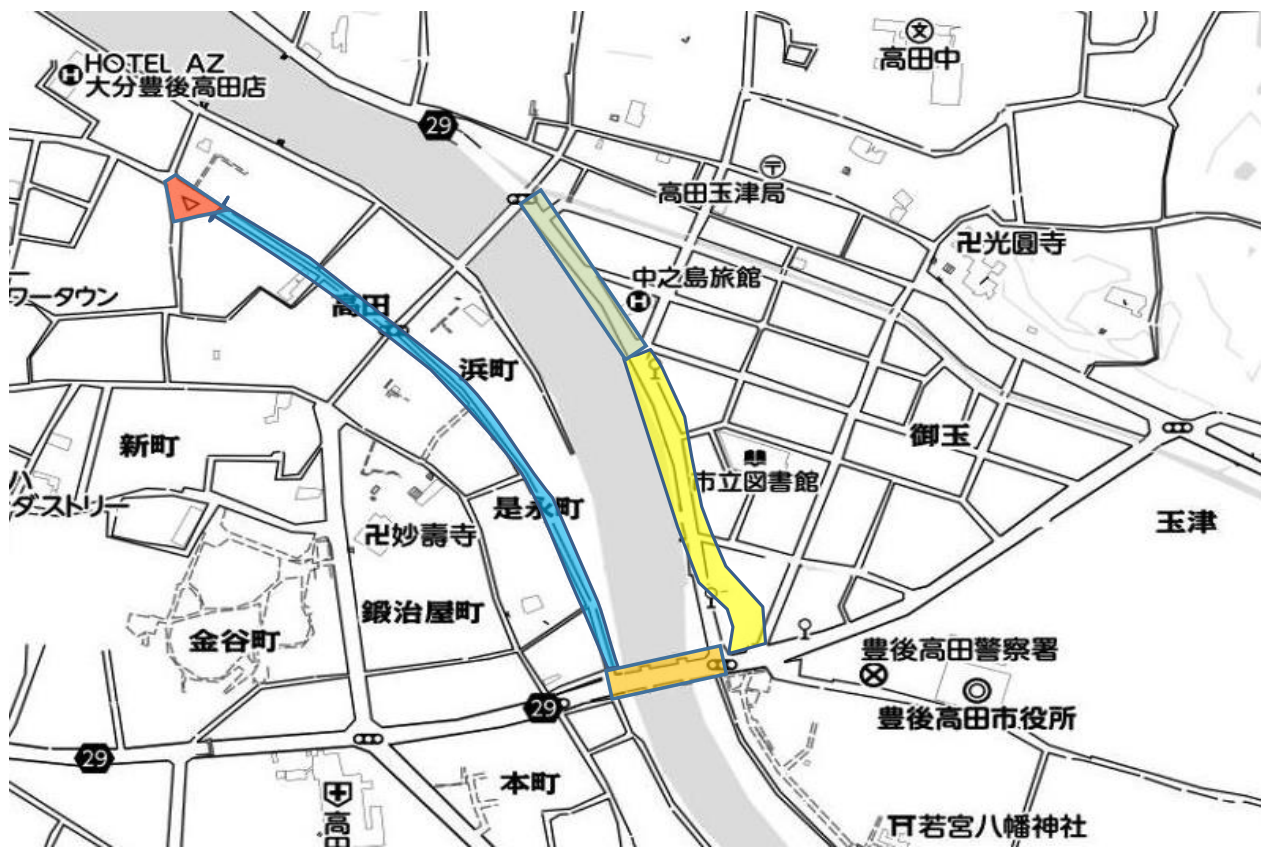 HOTEL AZ
大分豊後高田店
29
高田中
高田玉津局
卍光圓寺
中之島旅館
ワータウン
高田
浜町
新町
御玉
市立図書館
ハ
ダストリー
是永町
玉津
卍妙壽寺
鍛治屋町
金谷町
豊後高田警察署
29
豊後高田市役所
29
本町
高
田
若宮八幡神社